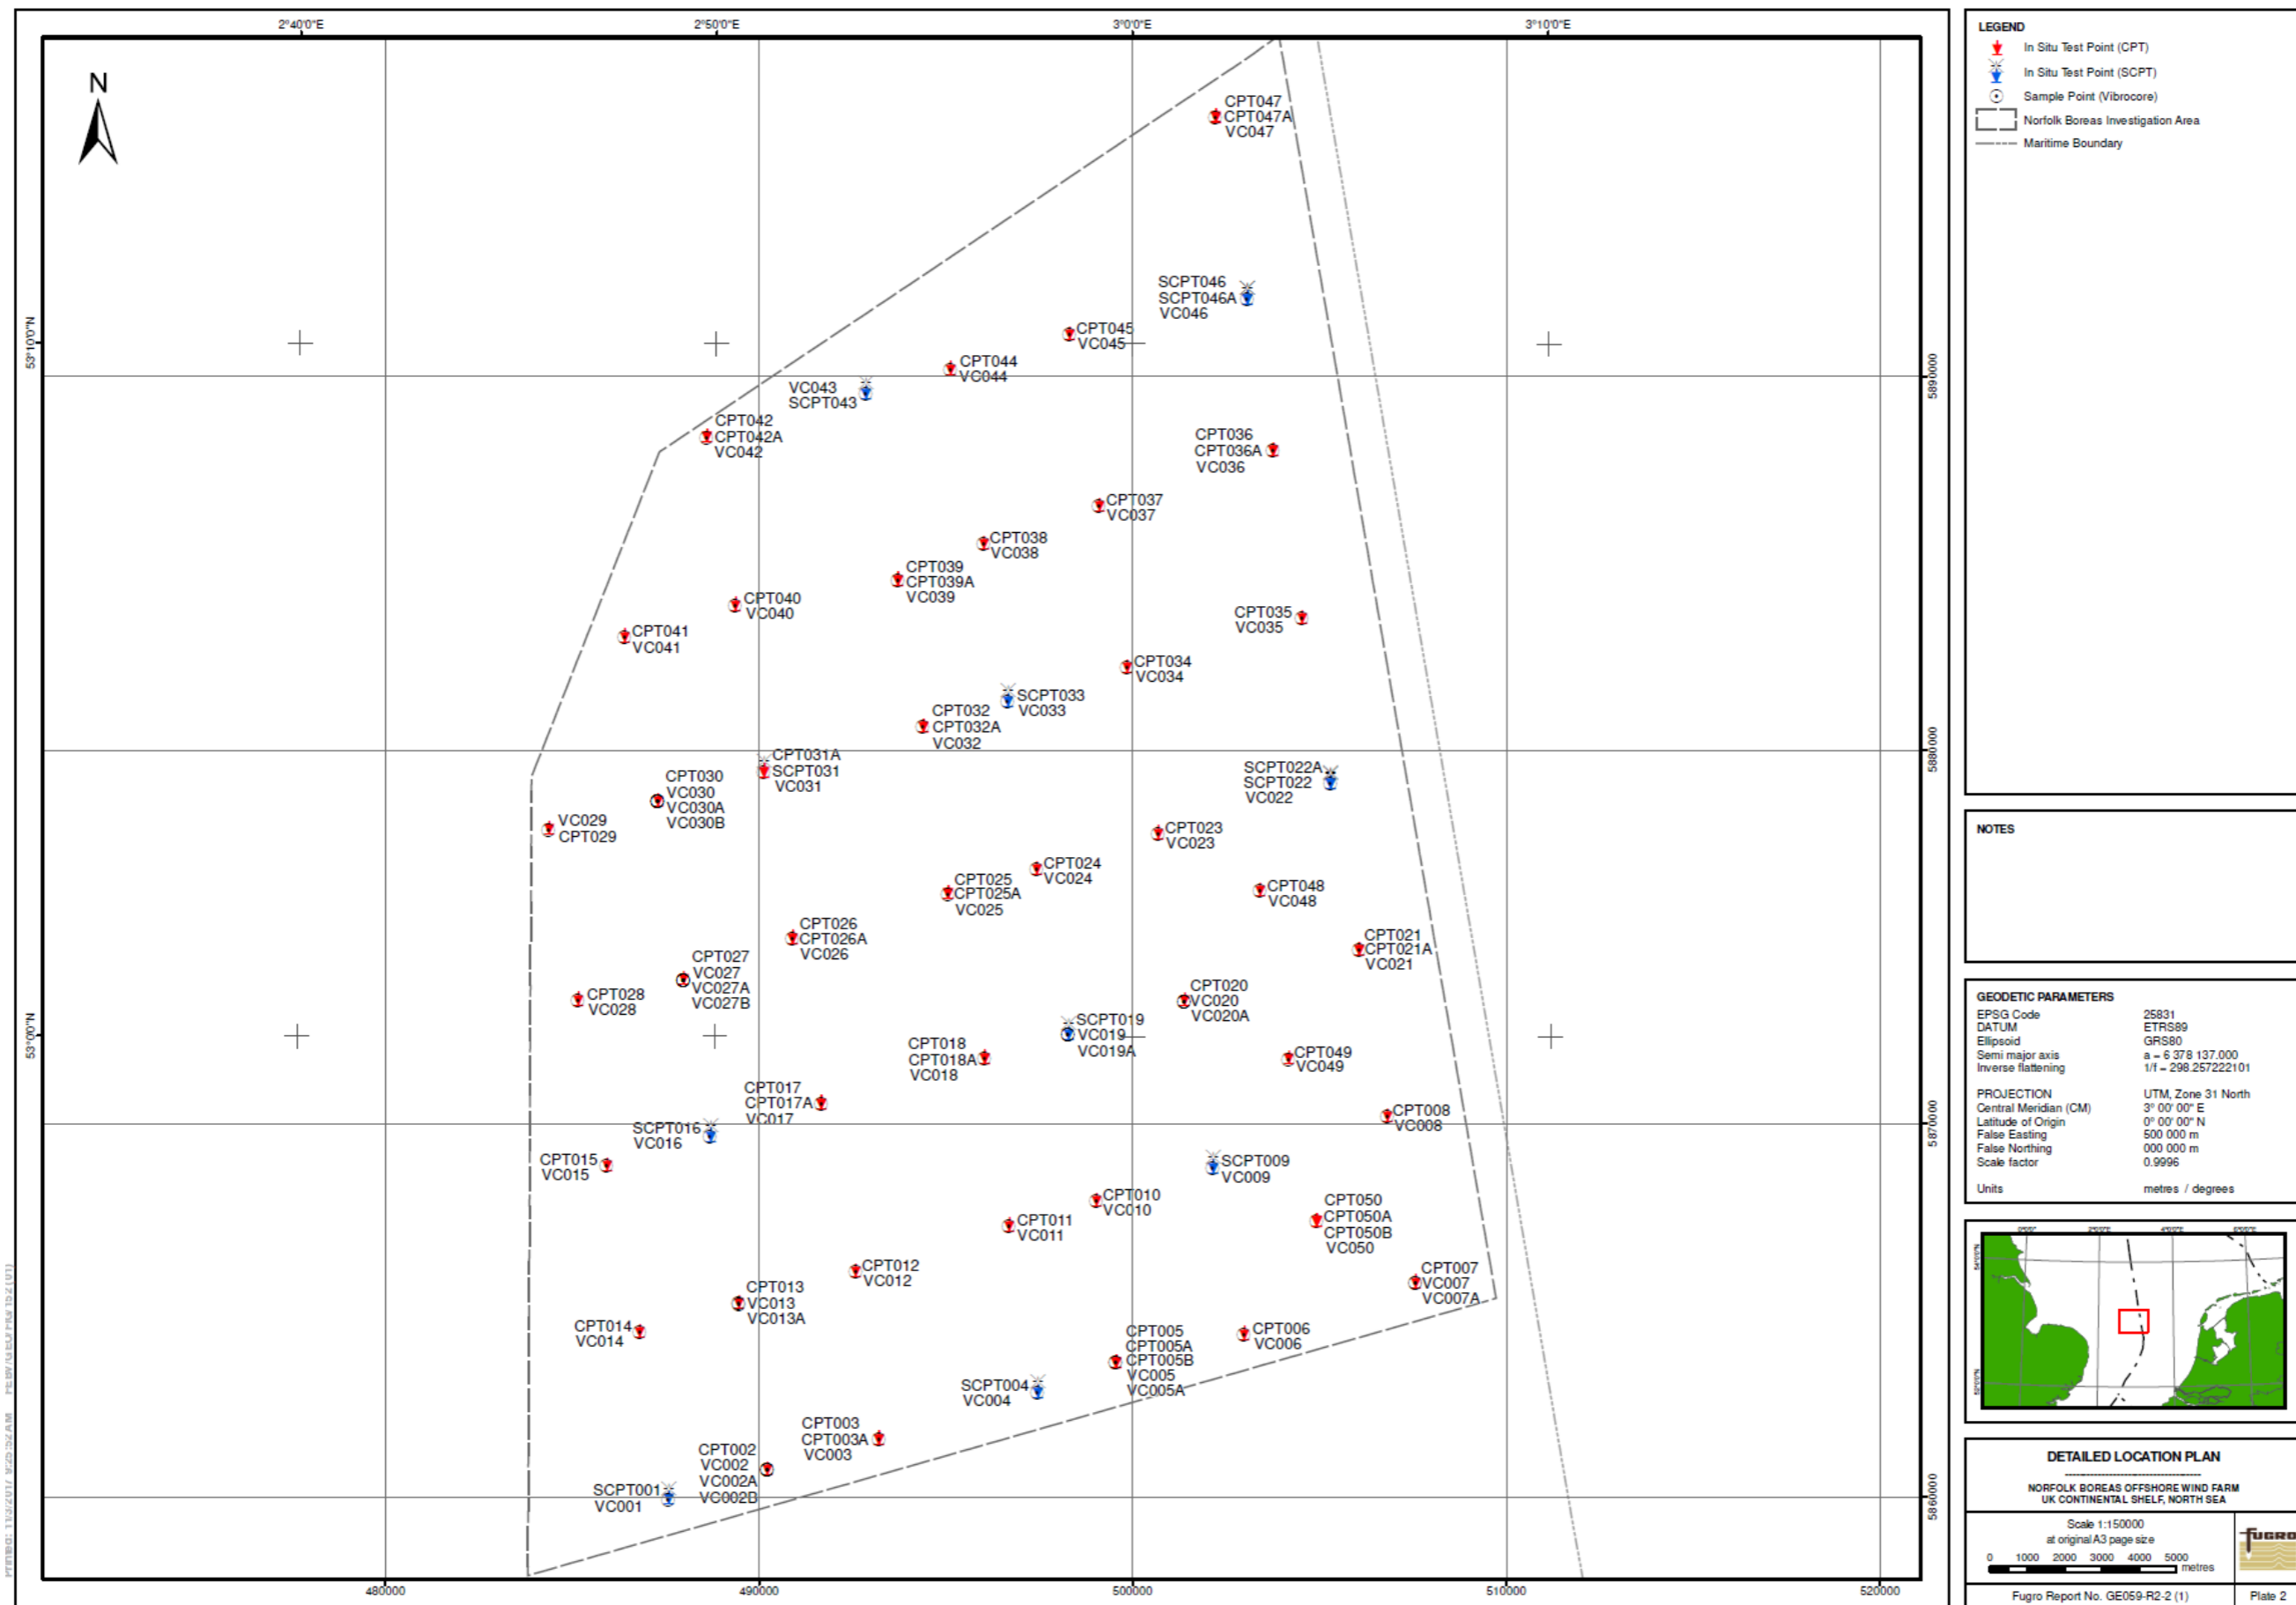 2°40'0"E
2°50'0"E
3°0'0"E
3°10'0"E
N
CPT047
CPT047A
VC047
SCPT046
SCPT046A
VC046
CPT045
VC045
53°10'0"N
CPT044
VC044
5890000
VC043
SCPT043
CPT042
CPT042A
VC042
CPT036
CPT036A
VC036
CPT037
VC037
CPT038
VC038
CPT039
CPT039A
VC039
CPT040
VC040
CPT035
VC035
CPT041
VC041
CPT034
VC034
SCPT033
VC033
CPT032
CPT032A
VC032
5880000
CPT031A
SCPT031
VC031
SCPT022A
SCPT022
VC022
CPT030
VC030
VC030A
VC030B
VC029
CPT029
CPT023
VC023
CPT024
VC024
CPT025
CPT025A
VC025
CPT048
VC048
CPT026
CPT026A
VC026
CPT021
CPT021A
VC021
CPT027
VC027
VC027A
VC027B
CPT028
VC028
CPT020
VC020
VC020A
53°0'0"N
SCPT019
VC019
VC019A
CPT018
CPT018A
VC018
CPT049
VC049
CPT017
CPT017A
VC017
SCPT016
VC016
CPT008
VC008
5870000
CPT015
VC015
SCPT009
VC009
CPT010
VC010
CPT011
VC011
CPT050
CPT050A
CPT050B
VC050
CPT012
VC012
CPT007
VC007
VC007A
CPT013
VC013
VC013A
CPT014
VC014
CPT006
VC006
CPT005
CPT005A
CPT005B
VC005
VC005A
SCPT004
VC004
CPT003
CPT003A
VC003
CPT002
VC002
VC002A
VC002B
SCPT001
VC001
5860000
480000
490000
500000
510000
520000
LEGEND
In Situ Test Point (CPT)
In Situ Test Point (SCPT)
Sample Point (Vibrocore)
Norfolk Boreas Investigation Area
Maritime Boundary
NOTES
GEODETIC PARAMETERS
EPSG Code 25831
DATUM ETRS89
Ellipsoid GRS80
Semi major axis a = 6 378 137.000
Inverse flattening 1/f = 298.257222101
PROJECTION UTM, Zone 31 North
Central Meridian (CM) 3° 00' 00" E
Latitude of Origin 0° 00' 00" N
False Easting 500 000 m
False Northing 000 000 m
Scale factor 0.9996
Units metres / degrees
DETAILED LOCATION PLAN
NORFOLK BOREAS OFFSHORE WIND FARM
UK CONTINENTAL SHELF, NORTH SEA
Scale 1:150000
at original A3 page size
0 1000 2000 3000 4000 5000
metres
FUGRO
Fugro Report No. GE059-R2-2 (1)
Plate 2